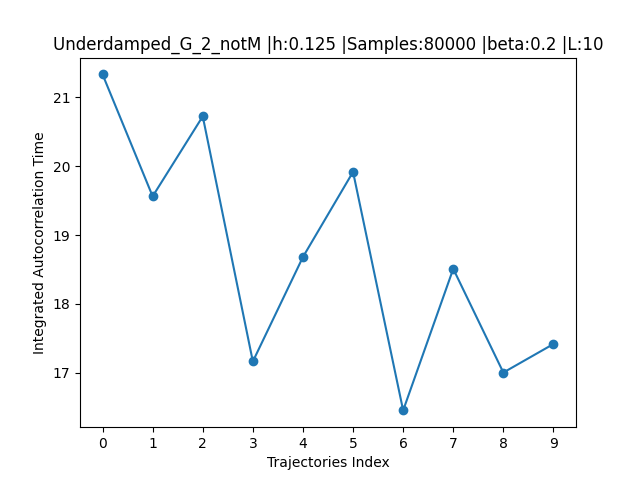 Underdamped_G_2_notM |h:0.125 |Samples:80000 |beta:0.2 |L:10
Integrated Autocorrelation Time
21
20
19
18
17
0 1 2 3 4 5 6 7 8 9
Trajectories Index